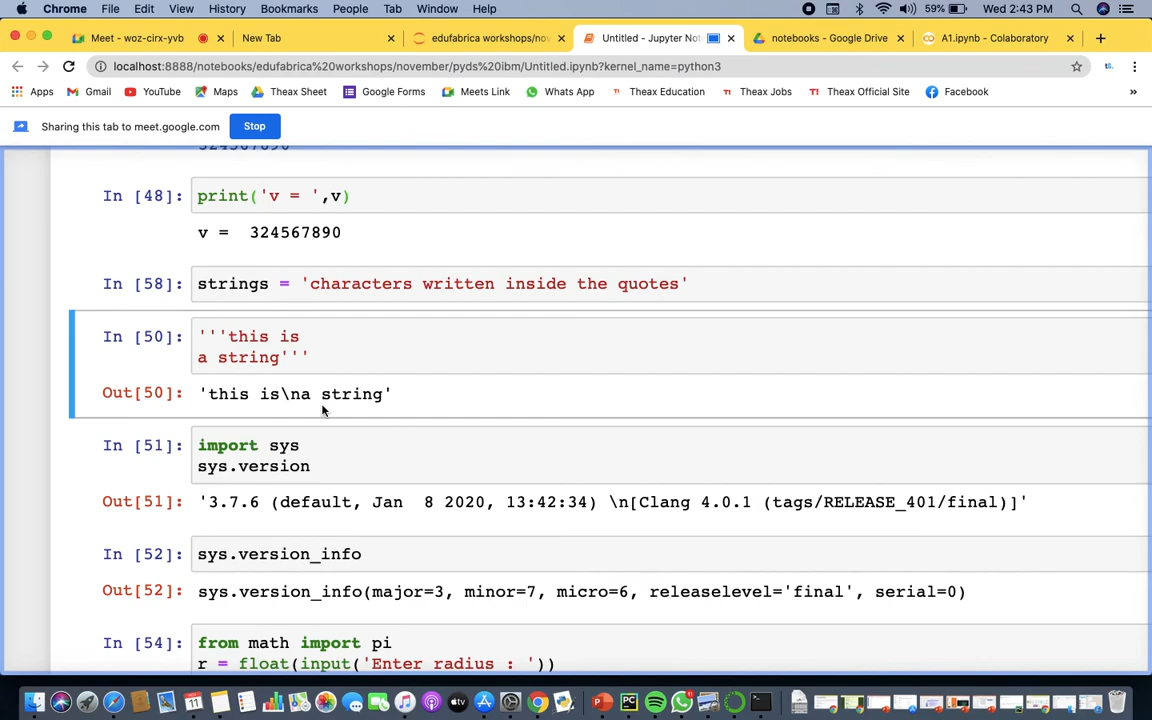 Chrome File Edit View History Bookmarks People Tab Window Help 59% Wed 2:43 PM
Meet - woz-cirx-yvb New Tab edufabrica workshops/nov Untitled - Jupyter Not notebooks - Google Drive A1.ipynb - Colaboratory
localhost:8888/notebooks/edufabrica%20workshops/november/pyds%20ibm/Untitled.ipynb?kernel_name=python3
Apps Gmail YouTube Maps Theax Sheet Google Forms Meets Link Whats App Theax Education Theax Jobs Theax Official Site Facebook »
Sharing this tab to meet.google.com Stop
324567890
In [48]: print('v = ',v)
v =  324567890
In [58]: strings = 'characters written inside the quotes'
In [50]: '''this is
a string'''
Out[50]: 'this is\na string'
In [51]: import sys
sys.version
Out[51]: '3.7.6 (default, Jan  8 2020, 13:42:34) \n[Clang 4.0.1 (tags/RELEASE_401/final)]'
In [52]: sys.version_info
Out[52]: sys.version_info(major=3, minor=7, micro=6, releaselevel='final', serial=0)
In [54]: from math import pi
r = float(input('Enter radius : '))